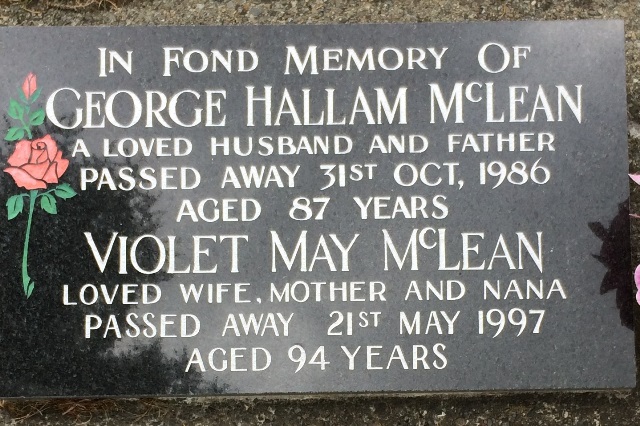 In Fond Memory Of
George Hallam McLean
A LOVED HUSBAND AND FATHER
PASSED AWAY 31ST OCT, 1986
AGED 87 YEARS
Violet May McLean
LOVED WIFE, MOTHER AND NANA
PASSED AWAY 21ST MAY 1997
AGED 94 YEARS